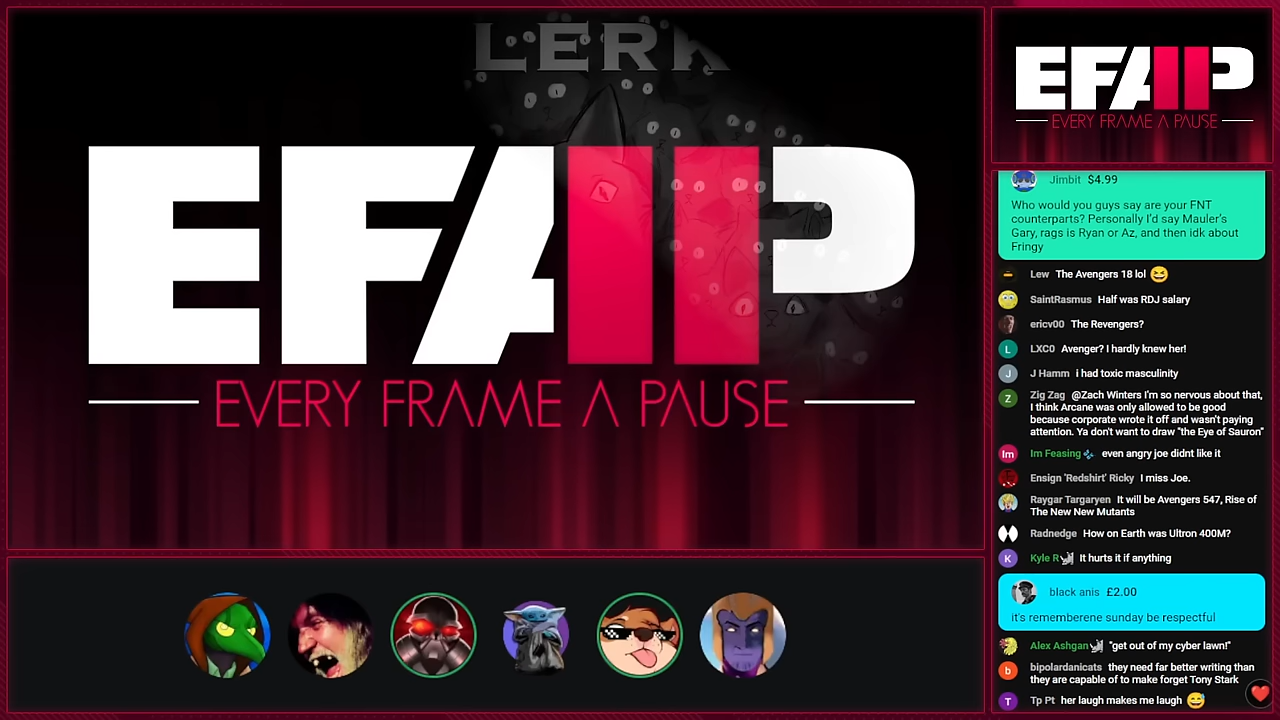 LERK
EFAP
EVERY FRAME A PAUSE
EFAP
EVERY FRAME A PAUSE
Jimbit $4.99
Who would you guys say are your FNT
counterparts? Personally I'd say Mauler's
Gary, rags is Ryan or Az, and then idk about
Fringy
Lew The Avengers 18 lol 😆
SaintRasmus Half was RDJ salary
ericv00 The Revengers?
L LXC0 Avenger? I hardly knew her!
J J Hamm i had toxic masculinity
Z Zig Zag @Zach Winters I'm so nervous about that,
I think Arcane was only allowed to be good
because corporate wrote it off and wasn't paying
attention. Ya don't want to draw "the Eye of Sauron"
Im Im Feasing even angry joe didnt like it
Ensign 'Redshirt' Ricky I miss Joe.
Raygar Targaryen It will be Avengers 547, Rise of
The New New Mutants
Radnedge How on Earth was Ultron 400M?
K Kyle R It hurts it if anything
black anis £2.00
it's rememberene sunday be respectful
Alex Ashgan "get out of my cyber lawn!"
b bipolardanicats they need far better writing than
they are capable of to make forget Tony Stark
T Tp Pt her laugh makes me laugh 😅